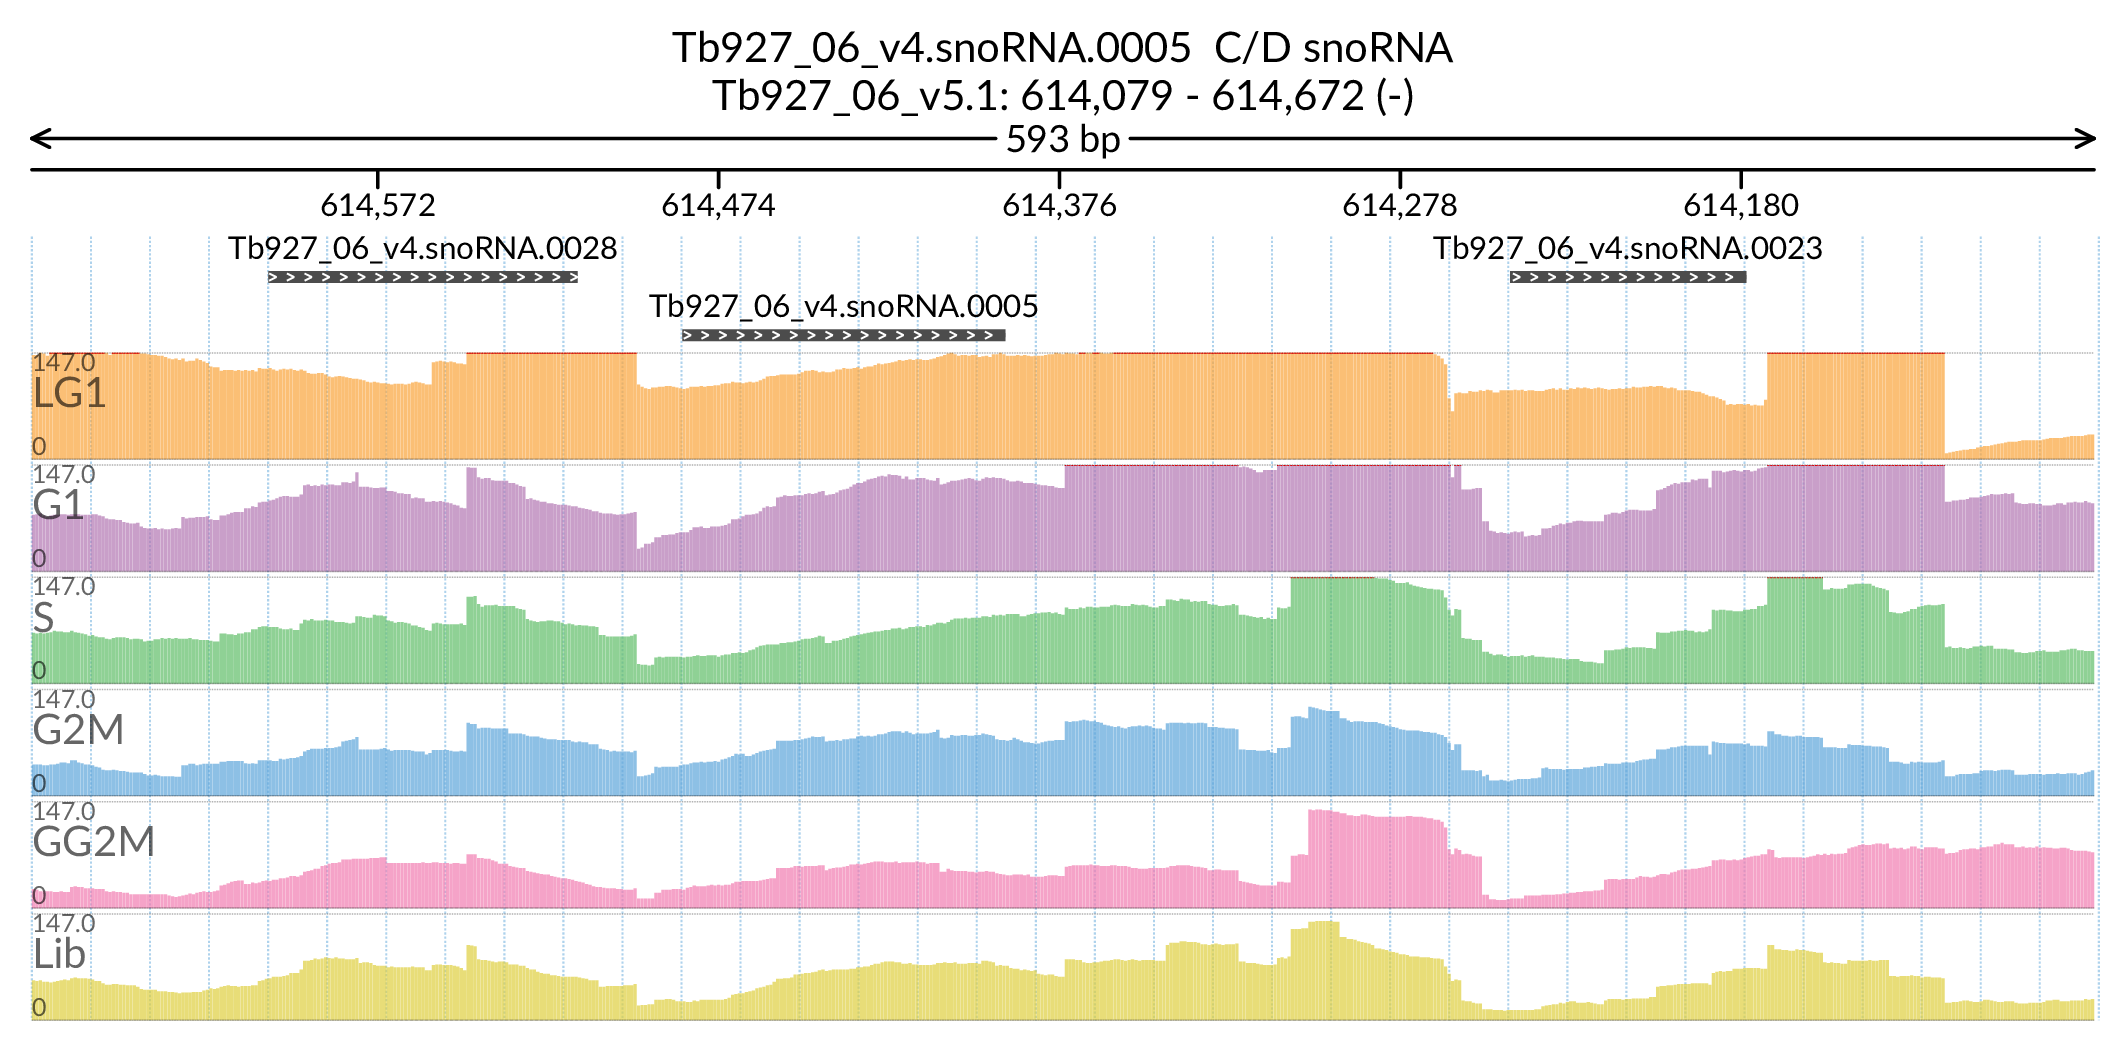 Tb927_06_v4.snoRNA.0005  C/D snoRNA
Tb927_06_v5.1: 614,079 - 614,672 (-)
593 bp
614,572 614,474 614,376 614,278 614,180
Tb927_06_v4.snoRNA.0028 Tb927_06_v4.snoRNA.0023
Tb927_06_v4.snoRNA.0005
147.0
LG1
0
147.0
G1
0
147.0
S
0
147.0
G2M
0
147.0
GG2M
0
147.0
Lib
0